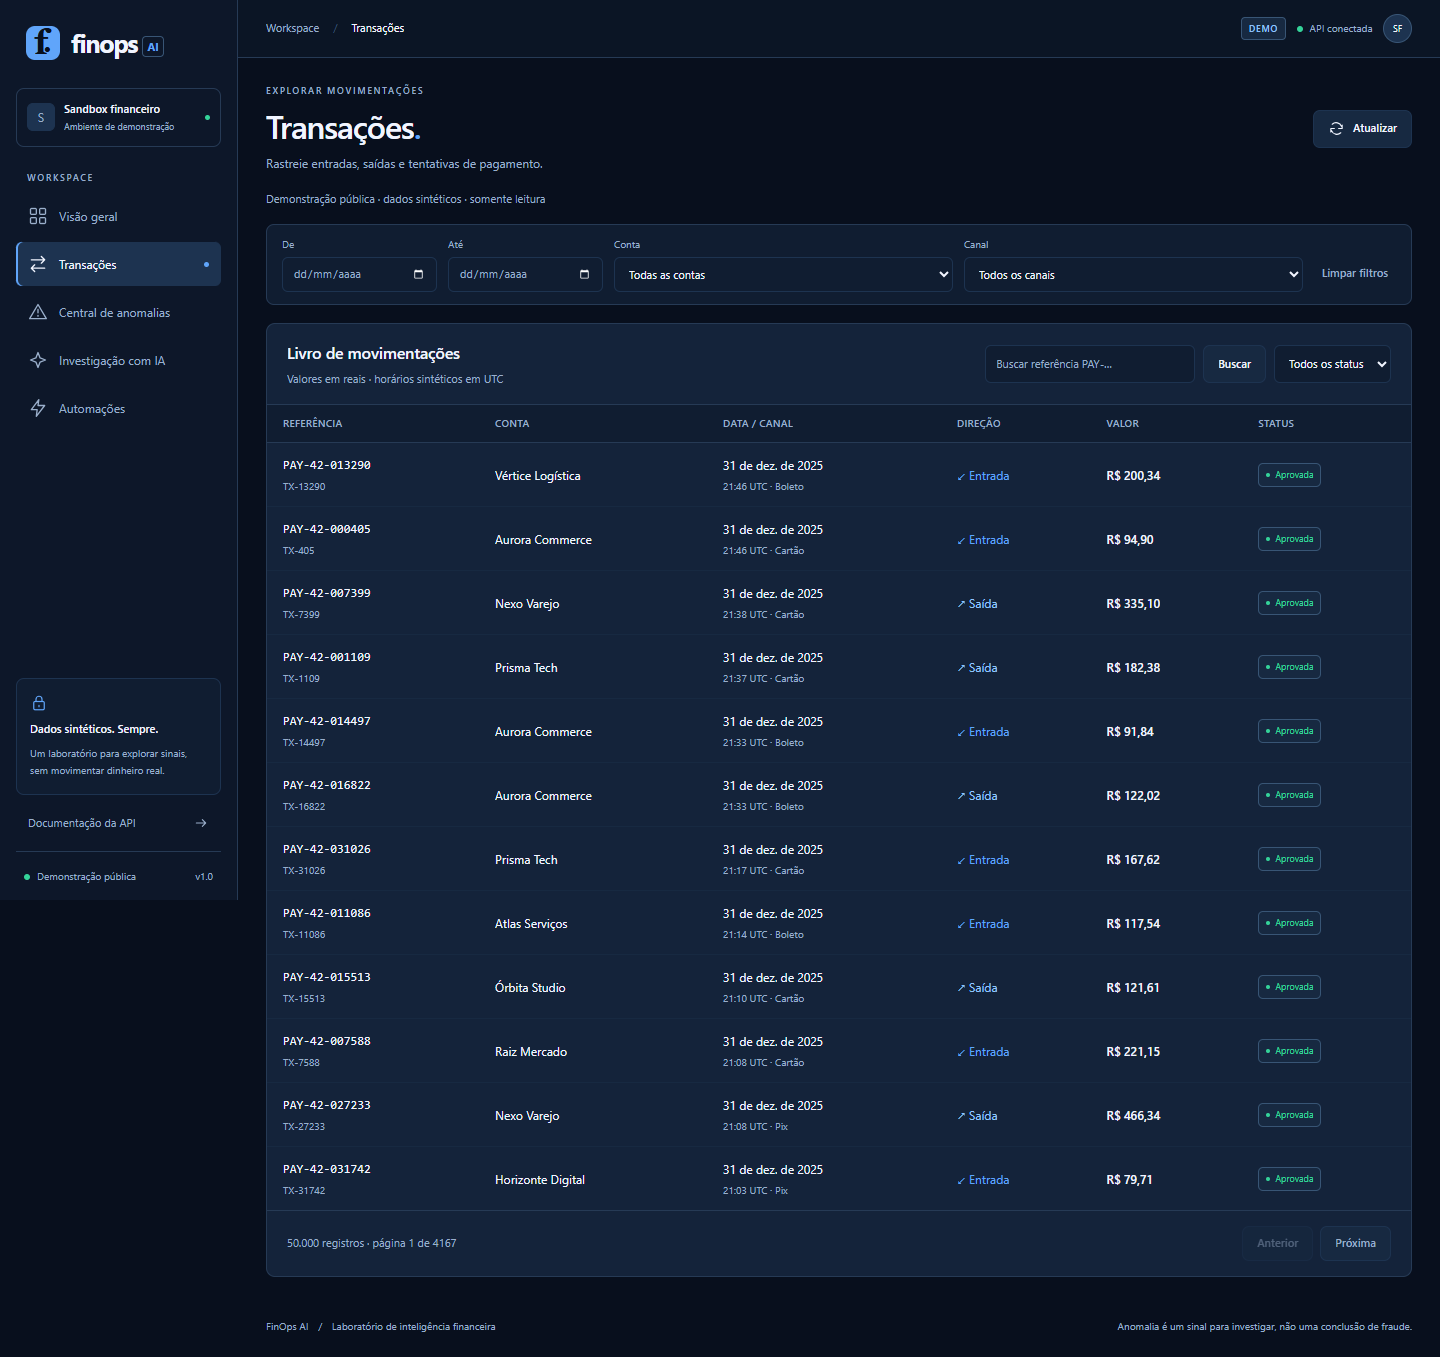 f. finops AI
S
Sandbox financeiro
Ambiente de demonstração
WORKSPACE
Visão geral
Transações
Central de anomalias
Investigação com IA
Automações
Dados sintéticos. Sempre.
Um laboratório para explorar sinais,
sem movimentar dinheiro real.
Documentação da API →
Demonstração pública v1.0
Workspace / Transações
DEMO API conectada SF
EXPLORAR MOVIMENTAÇÕES
Transações.
Atualizar
Rastreie entradas, saídas e tentativas de pagamento.
Demonstração pública · dados sintéticos · somente leitura
De Até Conta Canal
dd/mm/aaaa dd/mm/aaaa Todas as contas Todos os canais Limpar filtros
Livro de movimentações
Valores em reais · horários sintéticos em UTC
Buscar referência PAY-... Buscar Todos os status
REFERÊNCIA CONTA DATA / CANAL DIREÇÃO VALOR STATUS
PAY-42-013290 Vértice Logística 31 de dez. de 2025 ↙ Entrada R$ 200,34 Aprovada
TX-13290 21:46 UTC · Boleto
PAY-42-000405 Aurora Commerce 31 de dez. de 2025 ↙ Entrada R$ 94,90 Aprovada
TX-405 21:46 UTC · Cartão
PAY-42-007399 Nexo Varejo 31 de dez. de 2025 ↗ Saída R$ 335,10 Aprovada
TX-7399 21:38 UTC · Cartão
PAY-42-001109 Prisma Tech 31 de dez. de 2025 ↗ Saída R$ 182,38 Aprovada
TX-1109 21:37 UTC · Cartão
PAY-42-014497 Aurora Commerce 31 de dez. de 2025 ↙ Entrada R$ 91,84 Aprovada
TX-14497 21:33 UTC · Boleto
PAY-42-016822 Aurora Commerce 31 de dez. de 2025 ↗ Saída R$ 122,02 Aprovada
TX-16822 21:33 UTC · Boleto
PAY-42-031026 Prisma Tech 31 de dez. de 2025 ↙ Entrada R$ 167,62 Aprovada
TX-31026 21:17 UTC · Cartão
PAY-42-011086 Atlas Serviços 31 de dez. de 2025 ↙ Entrada R$ 117,54 Aprovada
TX-11086 21:14 UTC · Boleto
PAY-42-015513 Órbita Studio 31 de dez. de 2025 ↗ Saída R$ 121,61 Aprovada
TX-15513 21:10 UTC · Cartão
PAY-42-007588 Raiz Mercado 31 de dez. de 2025 ↙ Entrada R$ 221,15 Aprovada
TX-7588 21:08 UTC · Cartão
PAY-42-027233 Nexo Varejo 31 de dez. de 2025 ↗ Saída R$ 466,34 Aprovada
TX-27233 21:08 UTC · Pix
PAY-42-031742 Horizonte Digital 31 de dez. de 2025 ↙ Entrada R$ 79,71 Aprovada
TX-31742 21:03 UTC · Pix
50.000 registros · página 1 de 4167 Anterior Próxima
FinOps AI / Laboratório de inteligência financeira
Anomalia é um sinal para investigar, não uma conclusão de fraude.